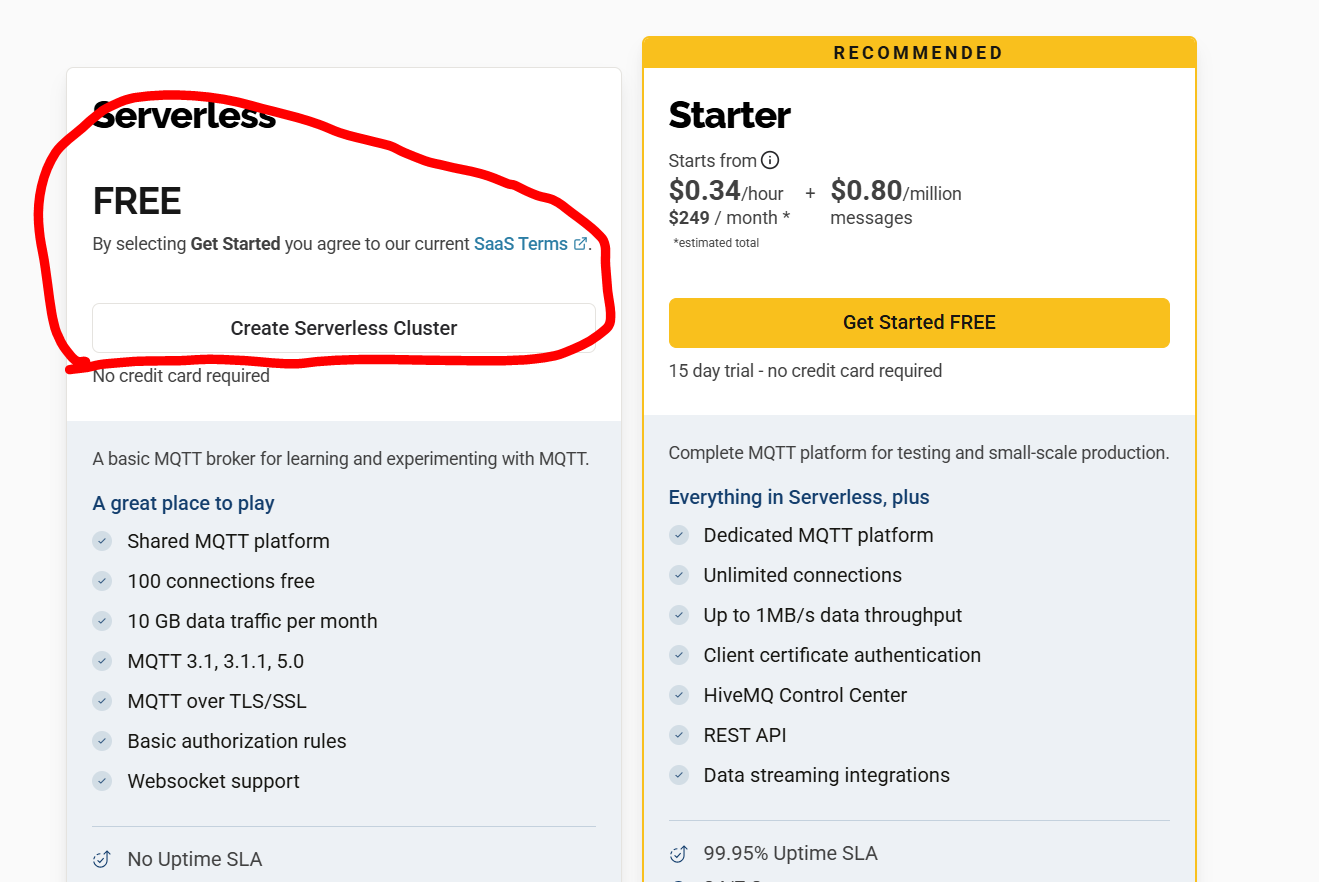 Serverless
FREE
By selecting Get Started you agree to our current SaaS Terms.
Create Serverless Cluster
No credit card required
A basic MQTT broker for learning and experimenting with MQTT.
A great place to play
Shared MQTT platform
100 connections free
10 GB data traffic per month
MQTT 3.1, 3.1.1, 5.0
MQTT over TLS/SSL
Basic authorization rules
Websocket support
No Uptime SLA
RECOMMENDED
Starter
Starts from
$0.34/hour + $0.80/million
$249 / month * messages
*estimated total
Get Started FREE
15 day trial - no credit card required
Complete MQTT platform for testing and small-scale production.
Everything in Serverless, plus
Dedicated MQTT platform
Unlimited connections
Up to 1MB/s data throughput
Client certificate authentication
HiveMQ Control Center
REST API
Data streaming integrations
99.95% Uptime SLA